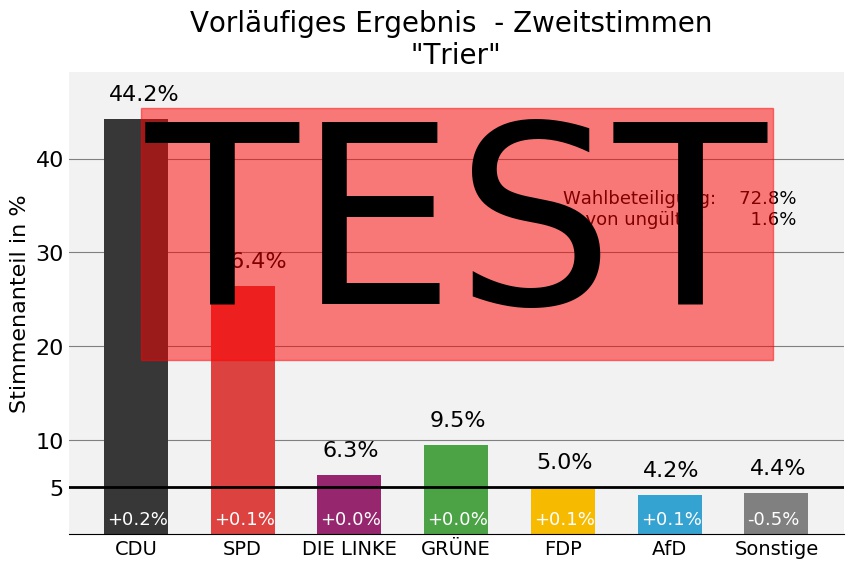 Vorläufiges Ergebnis - Zweitstimmen
"Trier"
44.2%
TEST
Wahlbeteiligung: 72.8%
von 1.6%
6.4%
9.5%
6.3%
5.0%
4.2%
4.4%
Stimmenanteil in %
40
30
20
10
5
+0.2%
+0.1%
+0.0%
+0.0%
+0.1%
+0.1%
-0.5%
CDU
SPD
DIE LINKE
GRÜNE
FDP
AfD
Sonstige